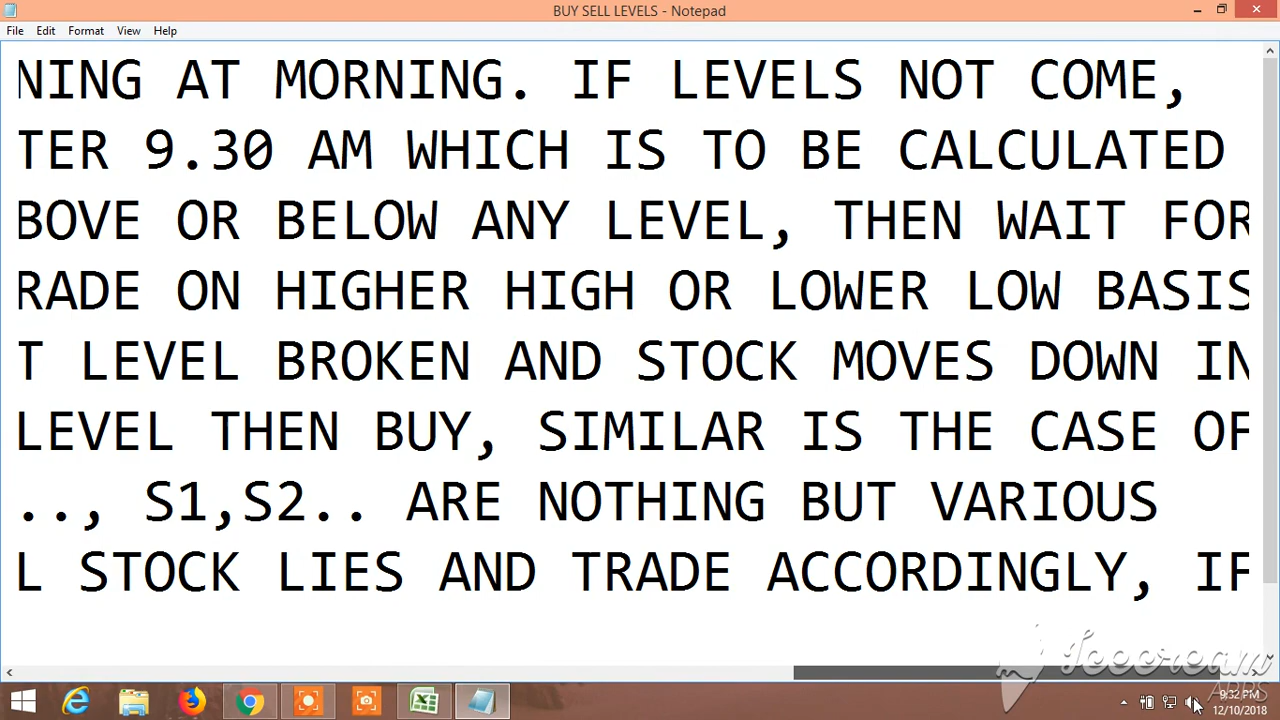 BUY SELL LEVELS - Notepad
File Edit Format View Help
NING AT MORNING. IF LEVELS NOT COME,
TER 9.30 AM WHICH IS TO BE CALCULATED
BOVE OR BELOW ANY LEVEL, THEN WAIT FOR
RADE ON HIGHER HIGH OR LOWER LOW BASIS
T LEVEL BROKEN AND STOCK MOVES DOWN IN
LEVEL THEN BUY, SIMILAR IS THE CASE OF
.., S1,S2.. ARE NOTHING BUT VARIOUS
L STOCK LIES AND TRADE ACCORDINGLY, IF
Icecream
APPS
9:32 PM
12/10/2018